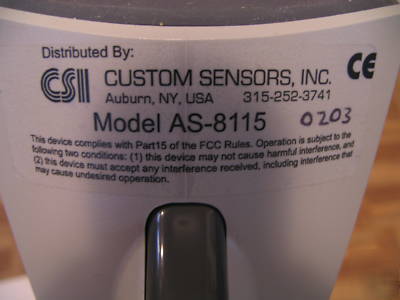 Distributed By:
CSI CUSTOM SENSORS, INC. CE
Auburn, NY, USA 315-252-3741
Model AS-8115 0203
This device complies with Part15 of the FCC Rules. Operation is subject to the
following two conditions: (1) this device may not cause harmful interference, and
(2) this device must accept any interference received, including interference that
may cause undesired opperation.